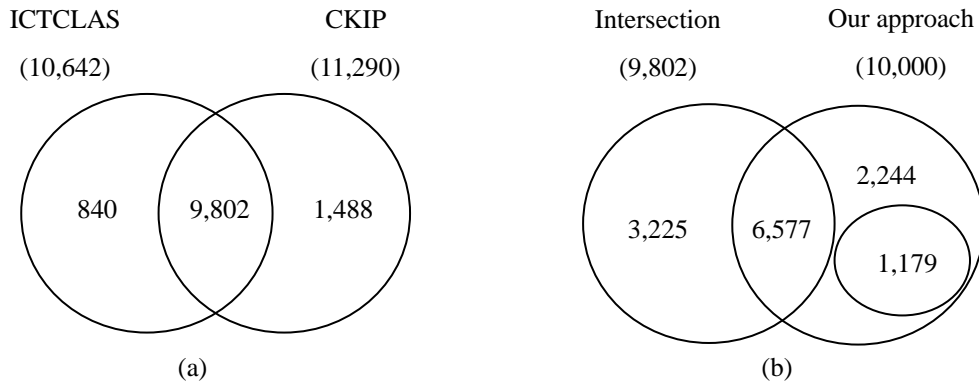 ICTCLAS CKIP
(10,642) (11,290)
840 9,802 1,488
(a)
Intersection Our approach
(9,802) (10,000)
2,244
3,225 6,577
1,179
(b)